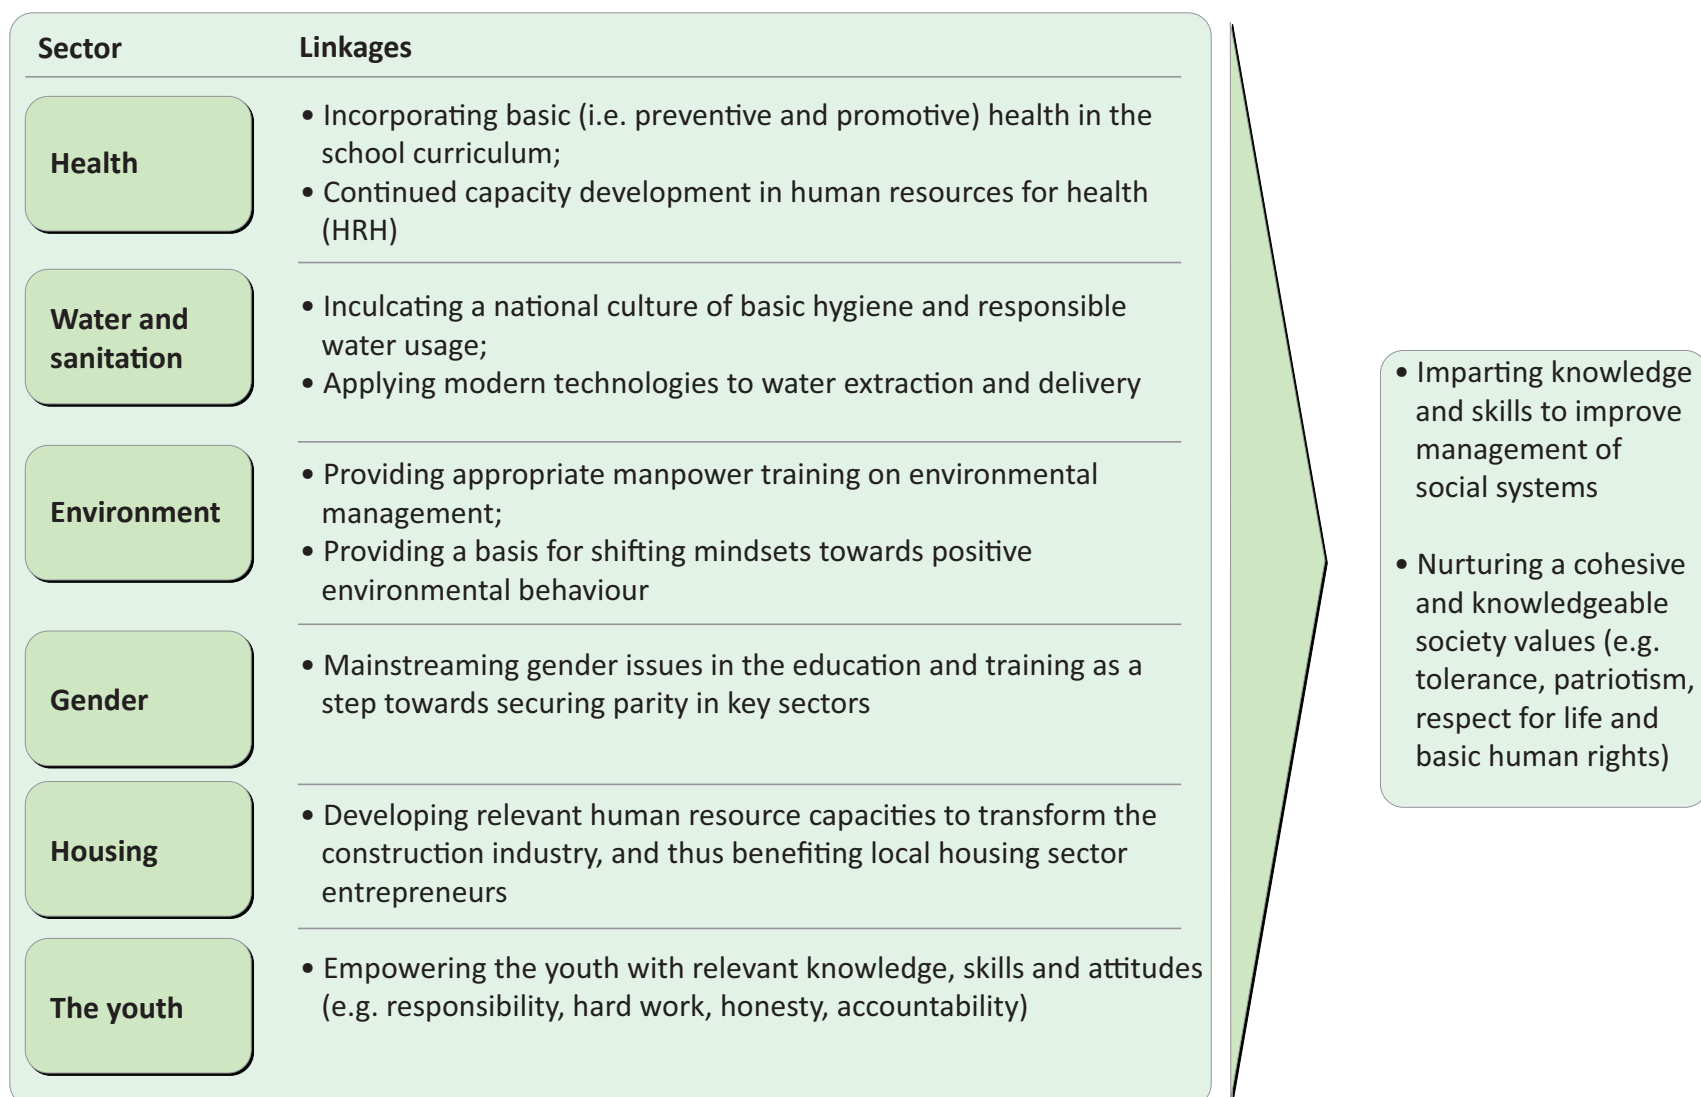 Sector
Linkages
Health
• Incorporating basic (i.e. preventive and promotive) health in the
school curriculum;
• Continued capacity development in human resources for health
(HRH)
Water and
sanitation
• Inculcating a national culture of basic hygiene and responsible
water usage;
• Applying modern technologies to water extraction and delivery
Environment
• Providing appropriate manpower training on environmental
management;
• Providing a basis for shifting mindsets towards positive
environmental behaviour
Gender
• Mainstreaming gender issues in the education and training as a
step towards securing parity in key sectors
Housing
• Developing relevant human resource capacities to transform the
construction industry, and thus benefiting local housing sector
entrepreneurs
The youth
• Empowering the youth with relevant knowledge, skills and attitudes
(e.g. responsibility, hard work, honesty, accountability)
• Imparting knowledge
and skills to improve
management of
social systems
• Nurturing a cohesive
and knowledgeable
society values (e.g.
tolerance, patriotism,
respect for life and
basic human rights)